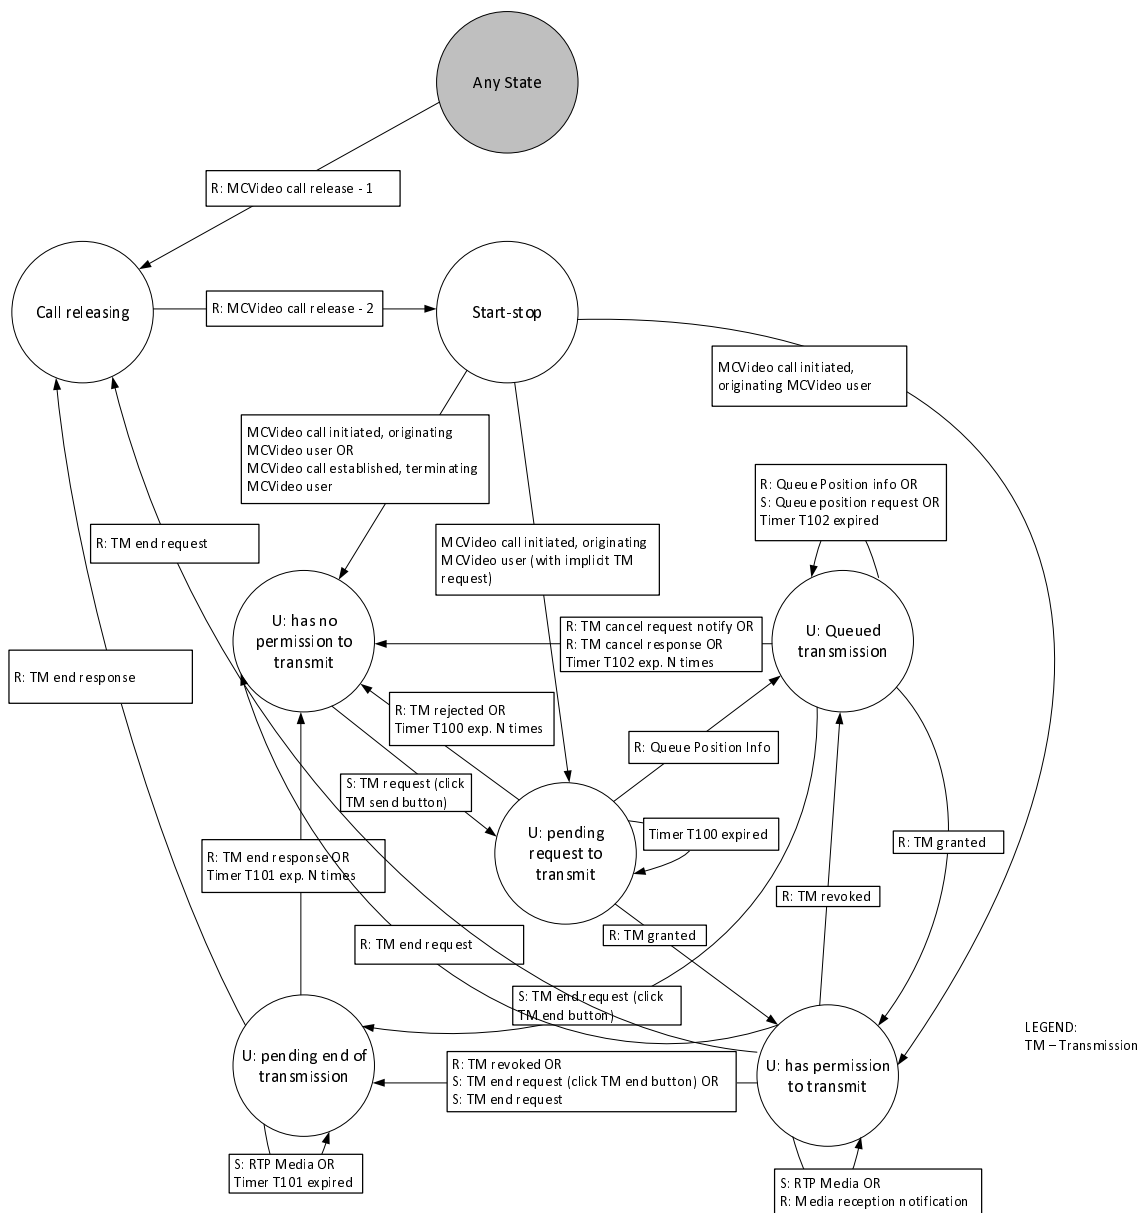 Any State
R: MCVideo call release - 1
Call releasing
R: MCVideo call release - 2
Start-stop
MCVideo call initiated,
originating MCVideo user
MCVideo call initiated, originating
MCVideo user OR
MCVideo call established, terminating
MCVideo user
R: Queue Position info OR
S: Queue position request OR
Timer T102 expired
R: TM end request
MCVideo call initiated, originating
MCVideo user (with implicit TM
request)
U: has no
permission to
transmit
R: TM cancel request notify OR
R: TM cancel response OR
Timer T102 exp. N times
U: Queued
transmission
R: TM end response
R: TM rejected OR
Timer T100 exp. N times
R: Queue Position Info
S: TM request (click
TM send button)
U: pending
request to
transmit
Timer T100 expired
R: TM granted
R: TM end response OR
Timer T101 exp. N times
R: TM revoked
R: TM end request
R: TM granted
S: TM end request (click
TM end button)
LEGEND:
TM – Transmission
U: pending end of
transmission
R: TM revoked OR
S: TM end request (click TM end button) OR
S: TM end request
U: has permission
to transmit
S: RTP Media OR
Timer T101 expired
S: RTP Media OR
R: Media reception notification